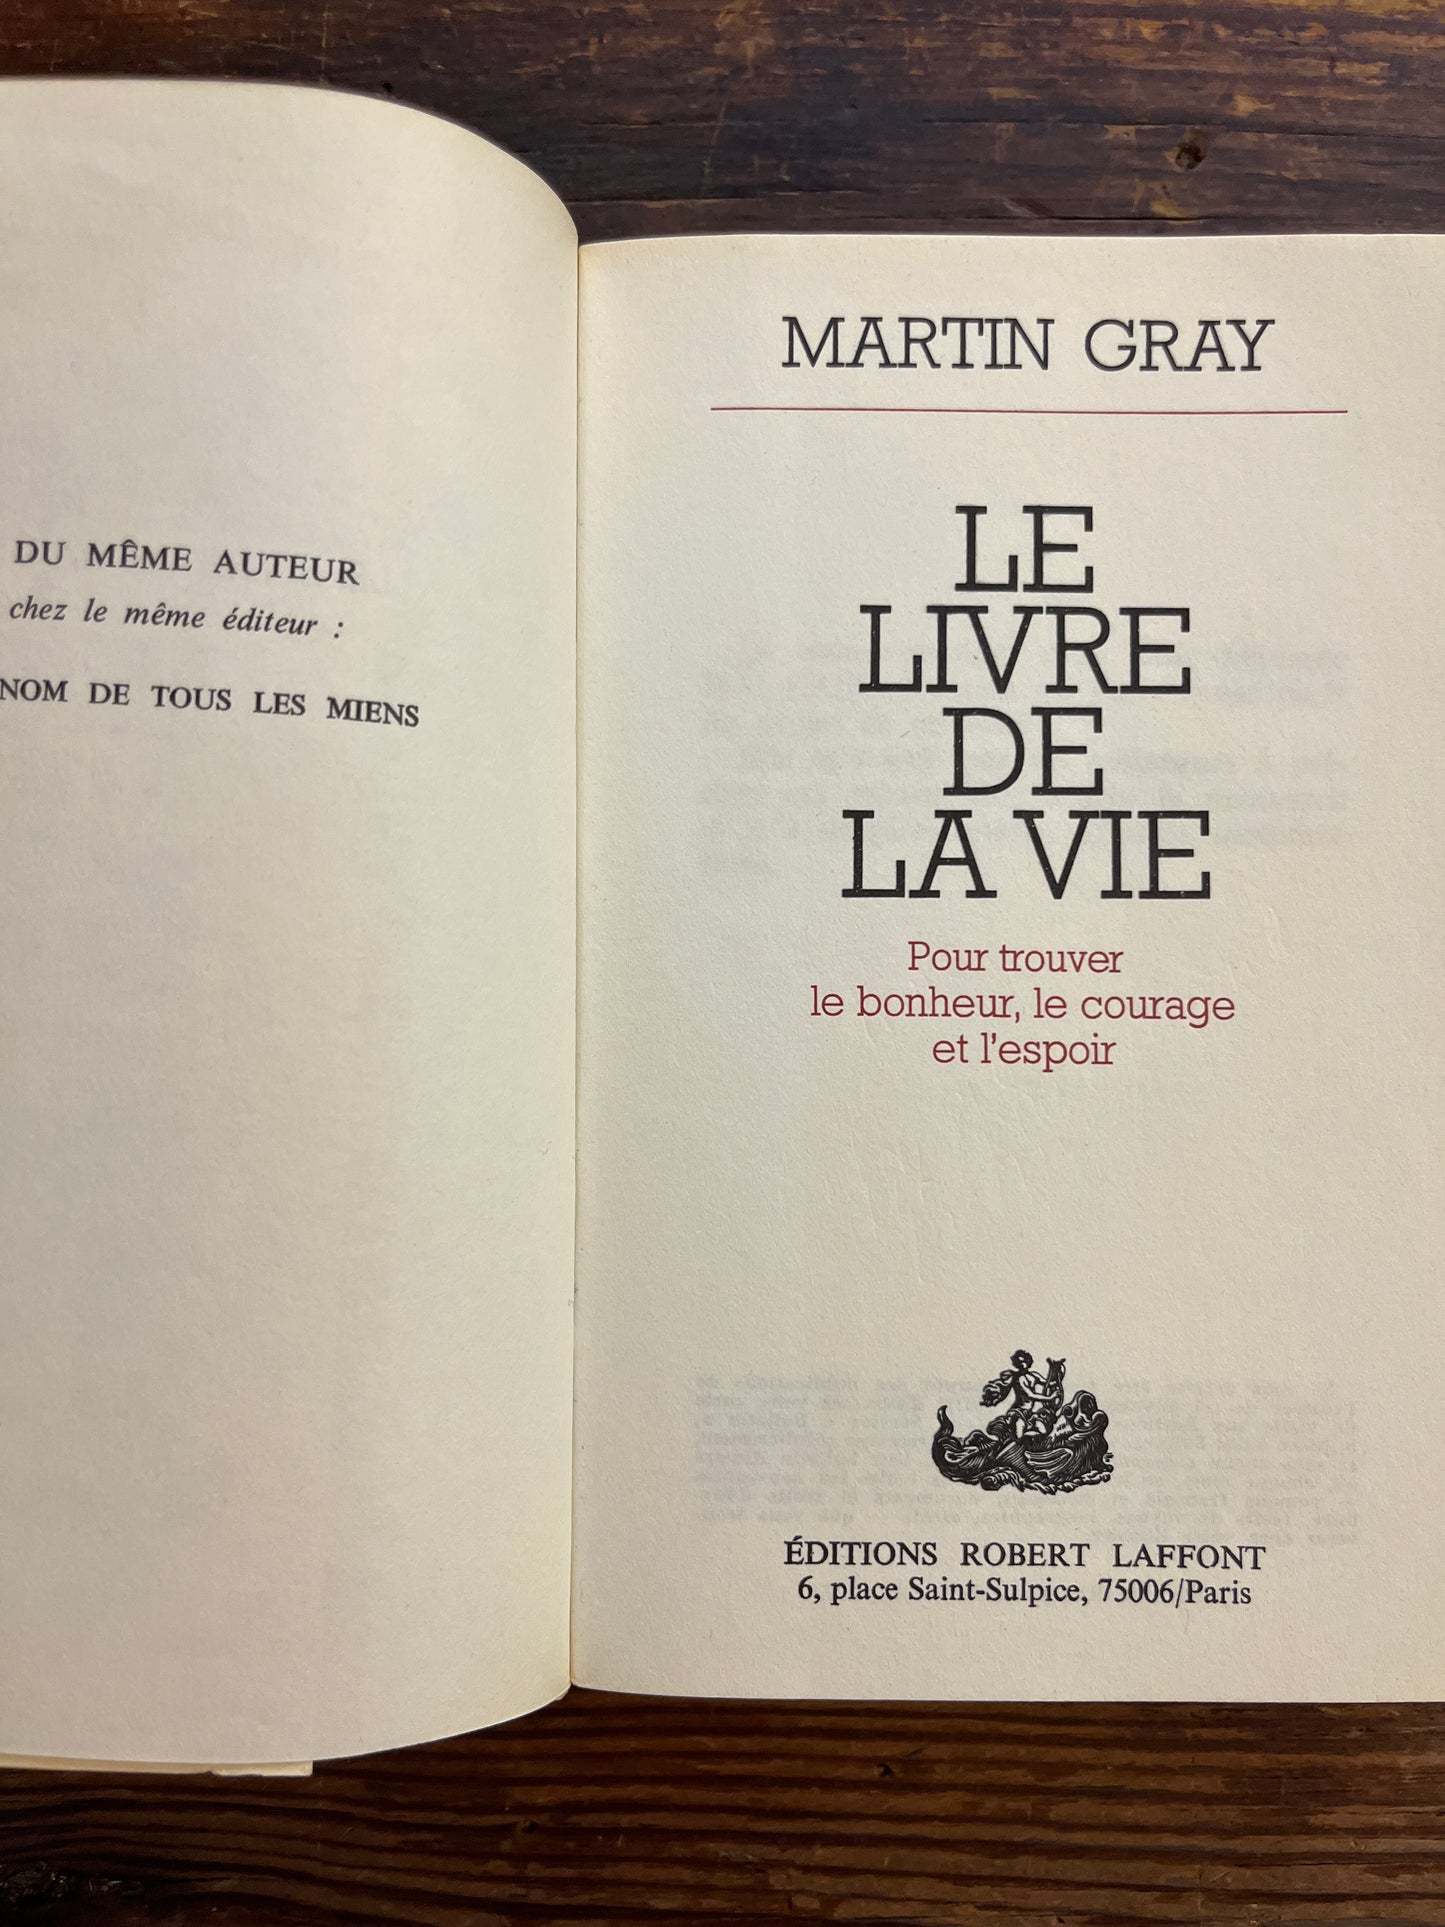 DU MÊME AUTEUR
chez le même éditeur :
NOM DE TOUS LES MIENS
MARTIN GRAY
LE
LIVRE
DE
LA VIE
Pour trouver
le bonheur, le courage
et l'espoir
ÉDITIONS ROBERT LAFFONT
6, place Saint-Sulpice, 75006/Paris